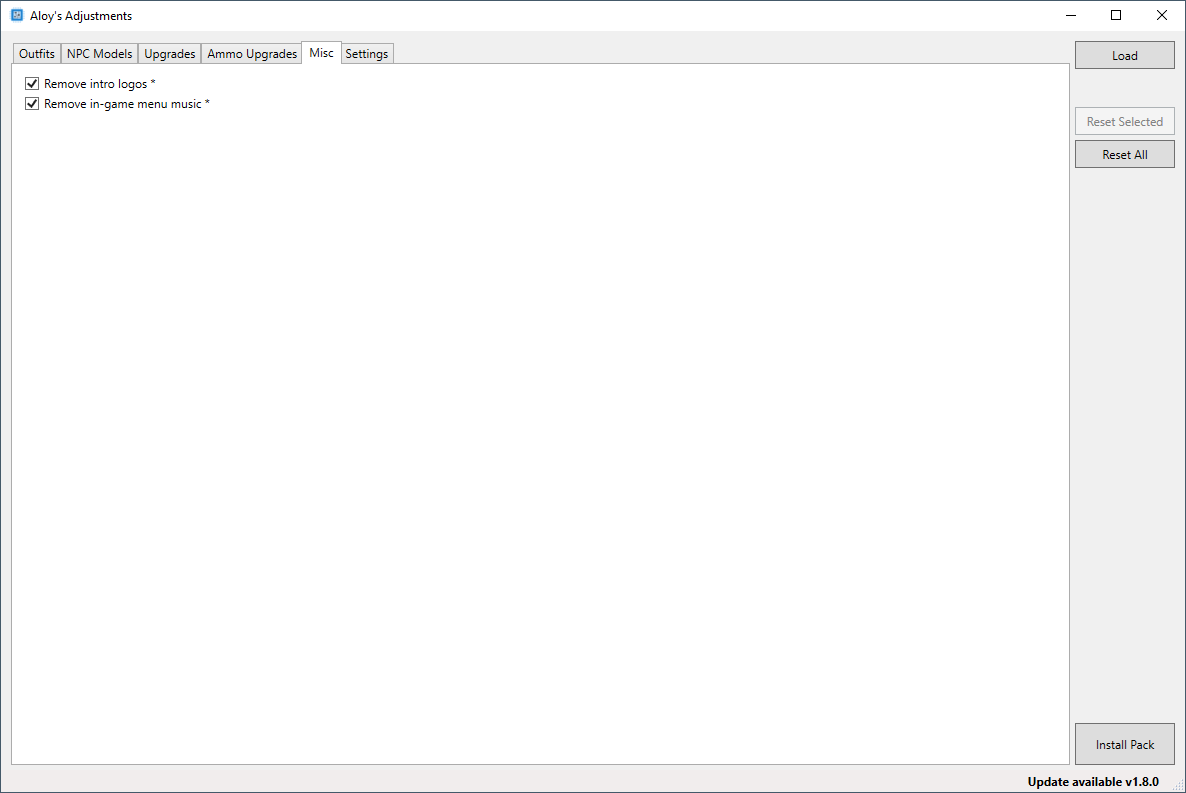 Aloy's Adjustments
Outfits NPC Models Upgrades Ammo Upgrades Misc Settings
Load
Remove intro logos *
Remove in-game menu music *
Reset Selected
Reset All
Install Pack
Update available v1.8.0